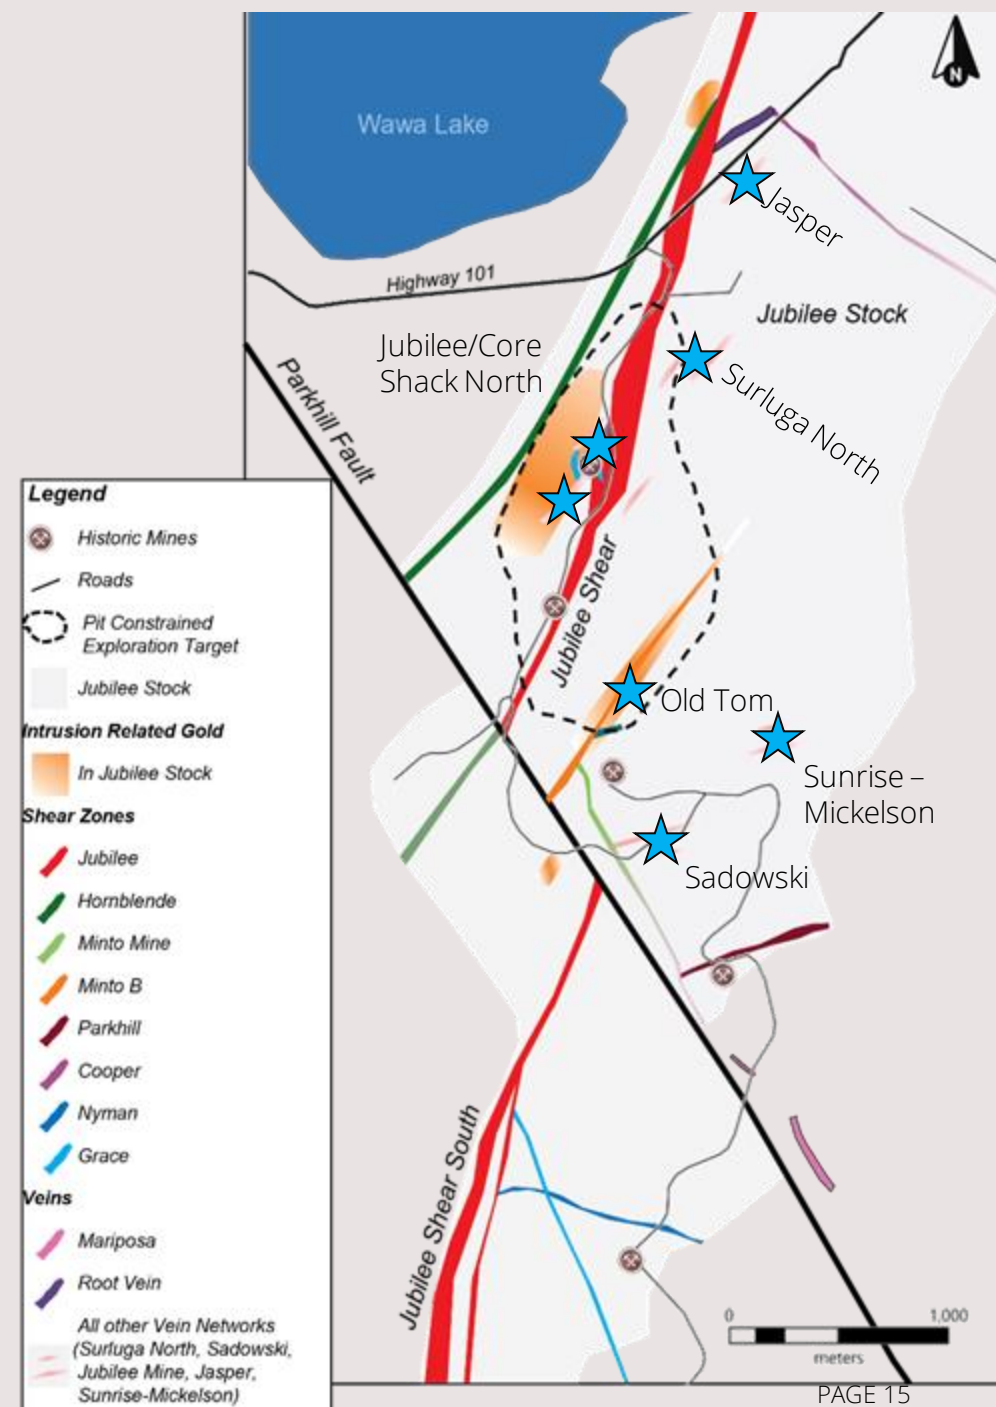 N
Wawa Lake
Jasper
Highway 101
Jubilee Stock
Jubilee/Core
Shack North
Parkhill Fault
Surluga North
Jubilee Shear
Old Tom
Sunrise –
Mickelson
Sadowski
Jubilee Shear South
Legend
Historic Mines
Roads
Pit Constrained
Exploration Target
Jubilee Stock
Intrusion Related Gold
In Jubilee Stock
Shear Zones
Jubilee
Hornblende
Minto Mine
Minto B
Parkhill
Cooper
Nyman
Grace
Veins
Mariposa
Root Vein
All other Vein Networks
(Surluga North, Sadowski,
Jubilee Mine, Jasper,
Sunrise-Mickelson)
0 1,000
meters
PAGE 15